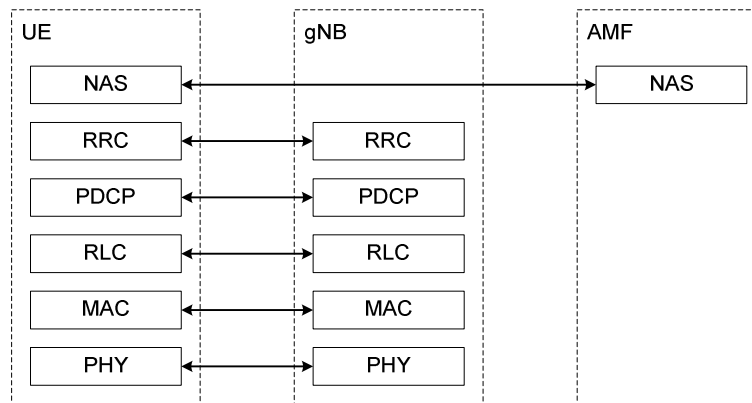 UE gNB AMF
NAS NAS
RRC RRC
PDCP PDCP
RLC RLC
MAC MAC
PHY PHY